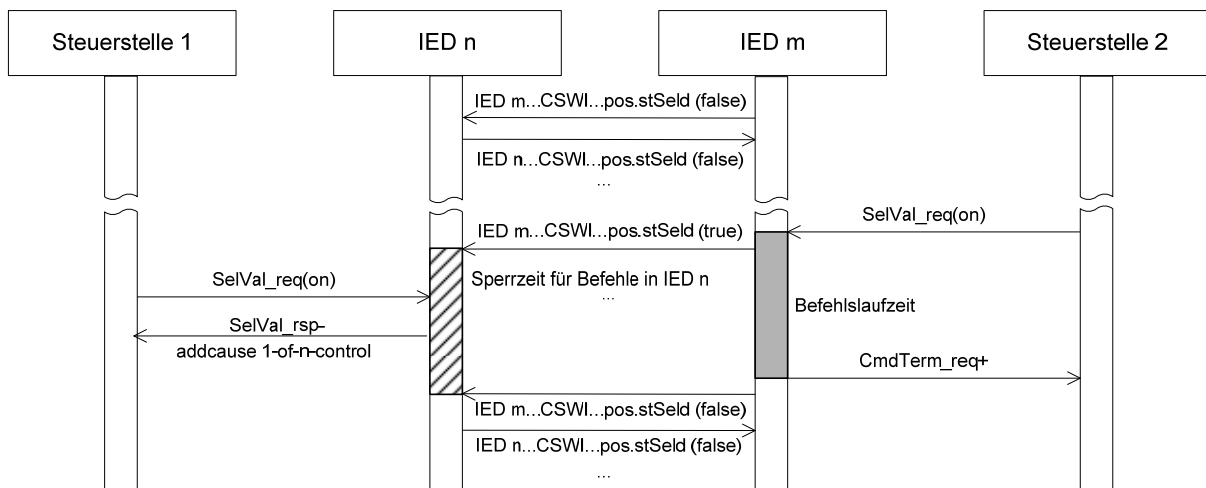 Steuerstelle 1
IED n
IED m
Steuerstelle 2
IED m...CSWI...pos.stSeld (false)
IED n...CSWI...pos.stSeld (false)
...
SelVal_req(on)
IED m...CSWI...pos.stSeld (true)
Sperrzeit für Befehle in IED n
...
SelVal_req(on)
Befehlslaufzeit
SelVal_rsp-
addcause 1-of-n-control
CmdTerm_req+
IED m...CSWI...pos.stSeld (false)
IED n...CSWI...pos.stSeld (false)
...